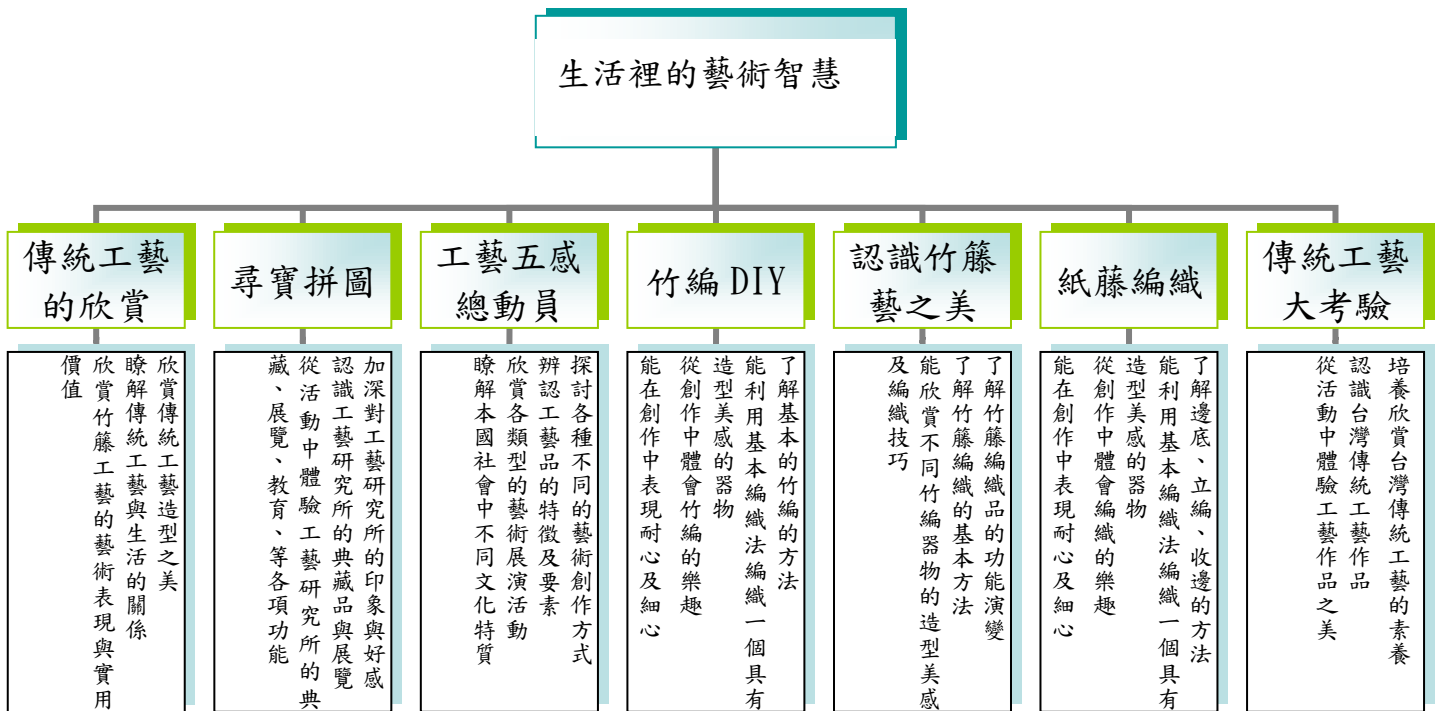 生活裡的藝術智慧
傳統工藝
的欣賞
欣賞傳統工藝造型之美
瞭解傳統工藝與生活的關係
欣賞竹藤工藝的藝術表現與實用
價值
尋寶拼圖
加深對工藝研究所的印象與好感
認識工藝研究所的典藏品與展覽
從活動中體驗工藝研究所的典
藏、展覽、教育、等各項功能
工藝五感
總動員
探討各種不同的藝術創作方式
辨認工藝品的特徵及要素
欣賞各類型的藝術展演活動
瞭解本國社會中不同文化特質
竹編 DIY
了解基本的竹編的方法
能利用基本編織法編織一個具有
造型美感的器物
從創作中體會竹編的樂趣
能在創作中表現耐心及細心
認識竹藤
藝之美
了解竹藤編織品的功能演變
了解竹藤編織的基本方法
能欣賞不同竹編器物的造型美感
及編織技巧
紙藤編織
了解邊底、立編、收邊的方法
能利用基本編織法編織一個具有
造型美感的器物
從創作中體會編織的樂趣
能在創作中表現耐心及細心
傳統工藝
大考驗
培養欣賞台灣傳統工藝的素養
認識台灣傳統工藝作品
從活動中體驗工藝作品之美